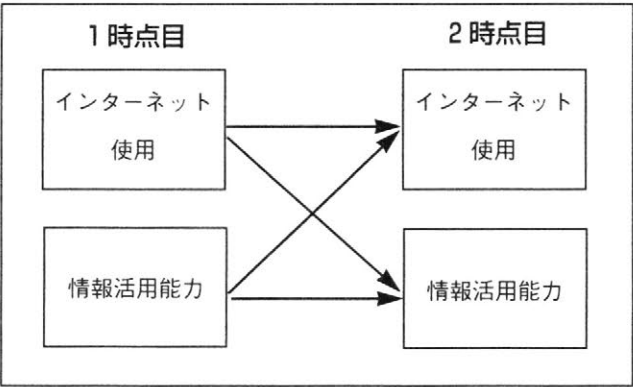 1時点目
2時点目
インターネット
使用
インターネット
使用
情報活用能力
情報活用能力